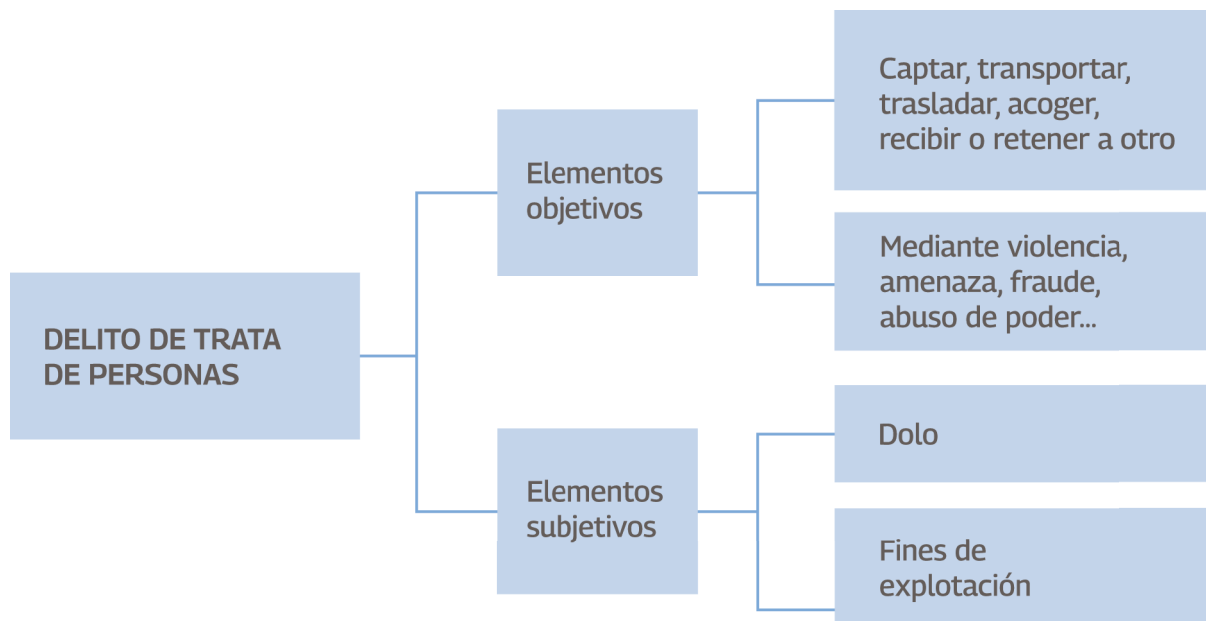 DELITO DE TRATA
DE PERSONAS
Elementos
objetivos
Captar, transportar,
trasladar, acoger,
recibir o retener a otro
Mediante violencia,
amenaza, fraude,
abuso de poder...
Elementos
subjetivos
Dolo
Fines de
explotación